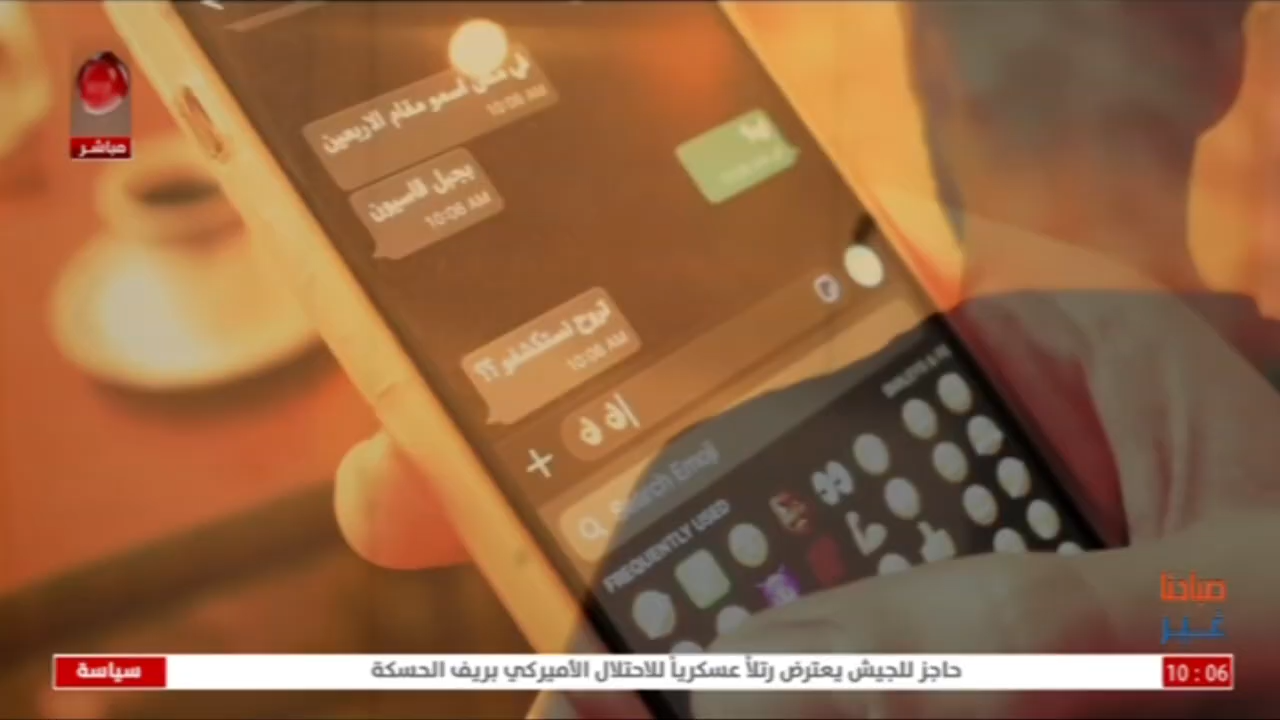 مباشر
في محل اسمو مقام الاربعين
10:06 AM
بجبل قاسيون
10:06 AM
نروح نستكشفو ؟؟
10:06 AM
Search Emoji
FREQUENTLY USED
صباحنا
غير
سياسة
حاجز للجيش يعترض رتلاً عسكرياً للاحتلال الأميركي بريف الحسكة
10 : 06